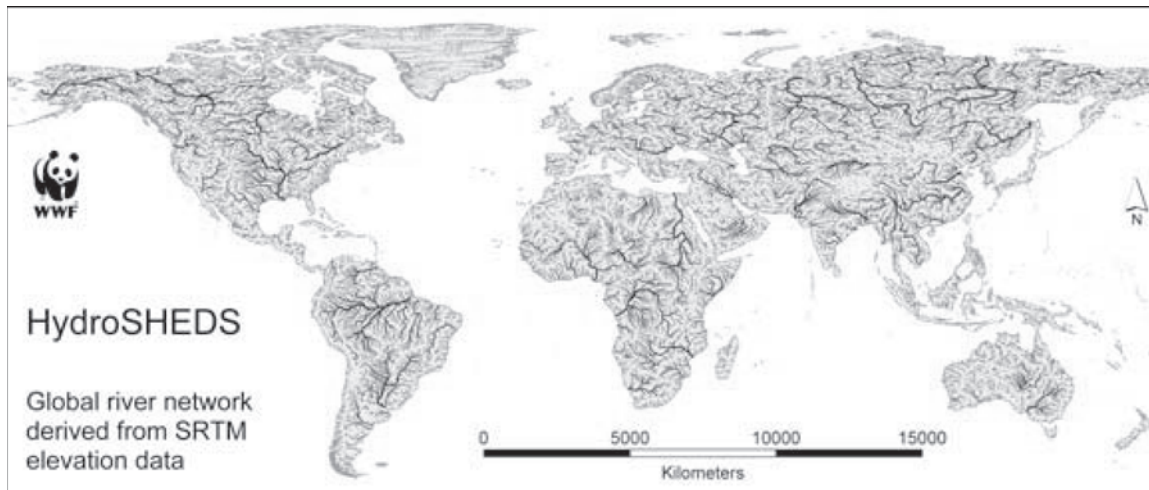 WWF
N
HydroSHEDS
Global river network
derived from SRTM
elevation data
0 5000 10000 15000
Kilometers